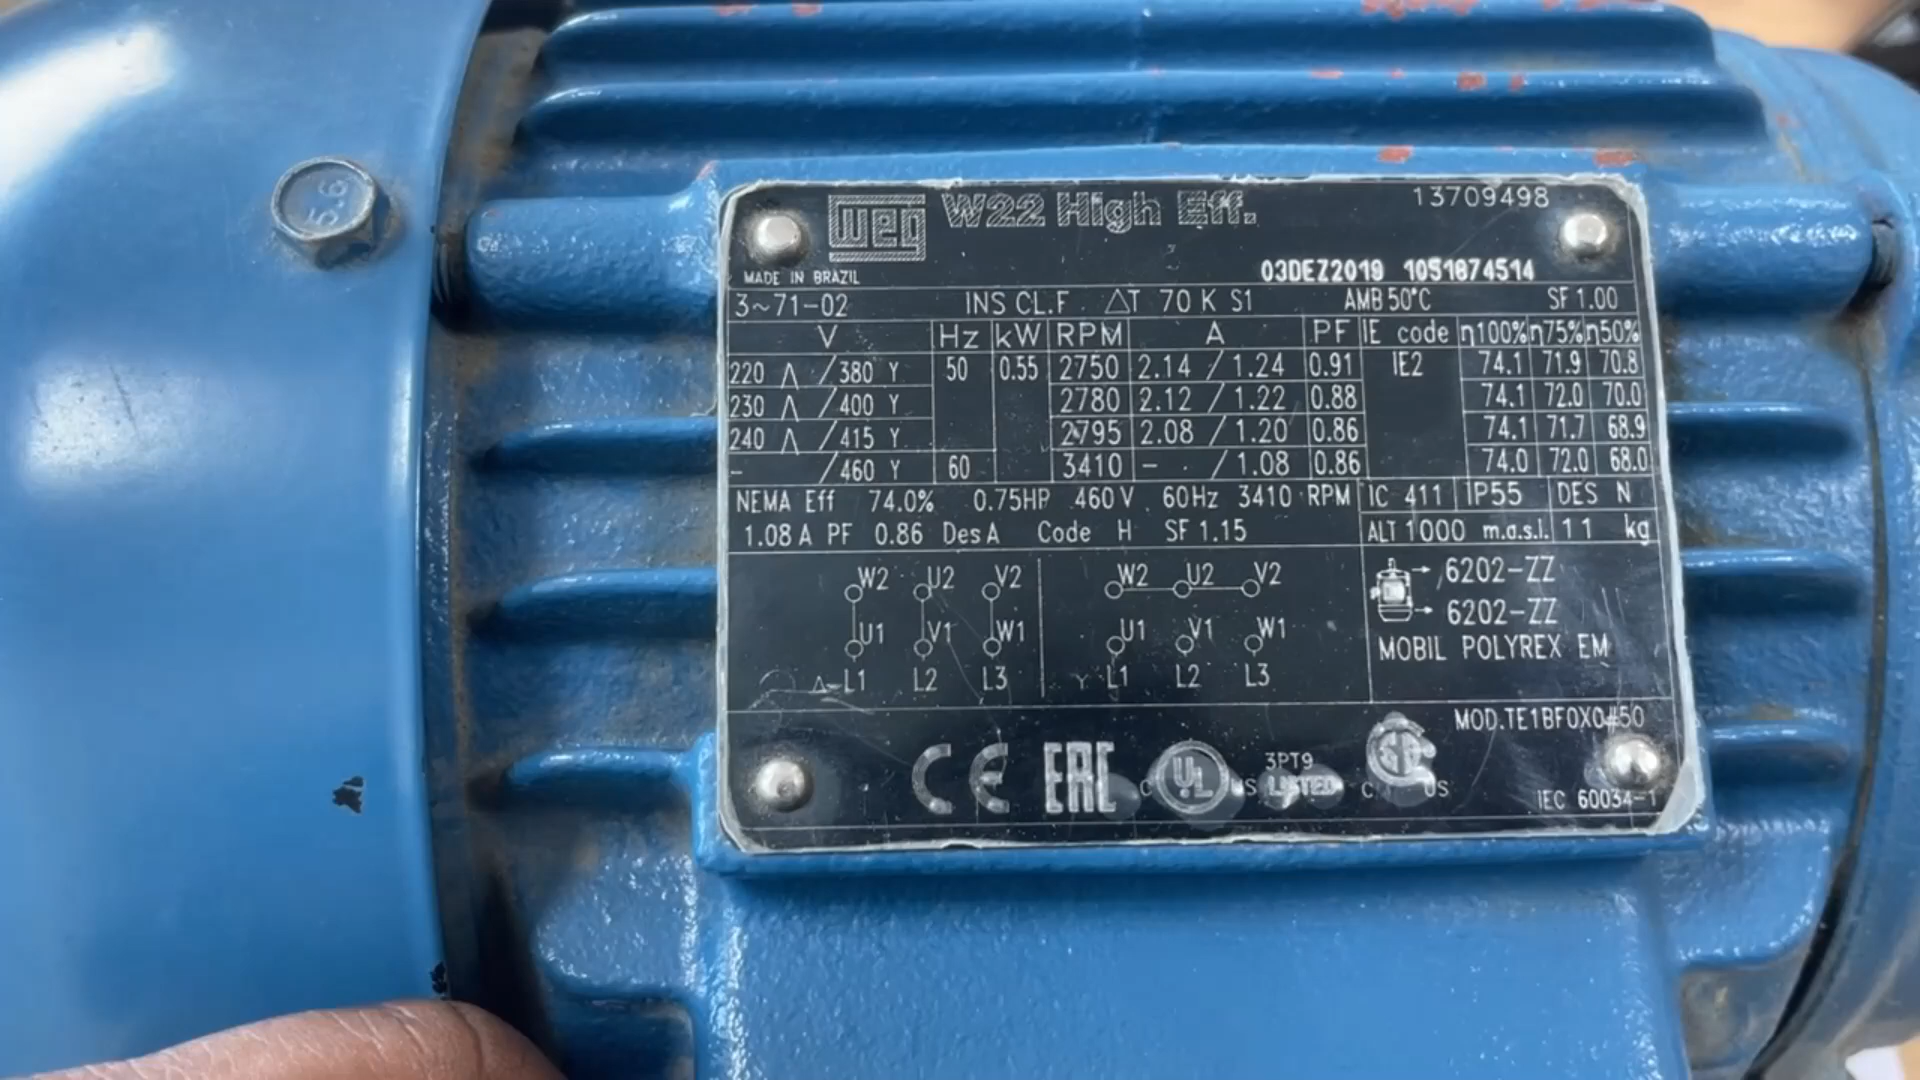 5.6
WEG W22 High Eff. 13709498
MADE IN BRAZIL 03DEZ2019 1051874514
3~71-02 INS CL.F ΔT 70 K S1 AMB 50°C SF 1.00
V Hz kW RPM A PF IE code η100% η75% η50%
220 Δ /380 Y 50 0.55 2750 2.14 / 1.24 0.91 IE2 74.1 71.9 70.8
230 Δ /400 Y 2780 2.12 / 1.22 0.88 74.1 72.0 70.0
240 Δ /415 Y 2795 2.08 / 1.20 0.86 74.1 71.7 68.9
- /460 Y 60 3410 - / 1.08 0.86 74.0 72.0 68.0
NEMA Eff 74.0% 0.75HP 460V 60Hz 3410 RPM IC 411 IP55 DES N
1.08 A PF 0.86 Des A Code H SF 1.15 ALT 1000 m.a.s.l. 11 kg
W2 U2 V2 W2 U2 V2 6202-ZZ
6202-ZZ
U1 V1 W1 U1 V1 W1
MOBIL POLYREX EM
Δ L1 L2 L3 Y L1 L2 L3
MOD.TE1BF0X0#50
CE EAC C UL US 3PT9
LISTED C SA US
IEC 60034-1